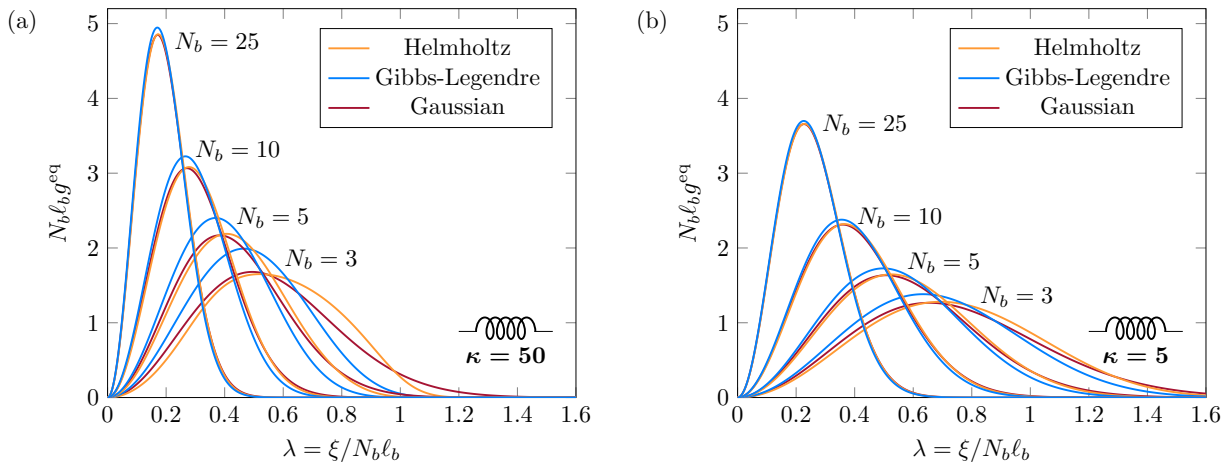 (a)
5
4
3
2
1
0
N_b ℓ_b g^eq
N_b = 25
N_b = 10
N_b = 5
N_b = 3
Helmholtz
Gibbs-Legendre
Gaussian
κ = 50
0 0.2 0.4 0.6 0.8 1 1.2 1.4 1.6
λ = ξ/N_b ℓ_b
(b)
5
4
3
2
1
0
N_b ℓ_b g^eq
N_b = 25
N_b = 10
N_b = 5
N_b = 3
Helmholtz
Gibbs-Legendre
Gaussian
κ = 5
0 0.2 0.4 0.6 0.8 1 1.2 1.4 1.6
λ = ξ/N_b ℓ_b